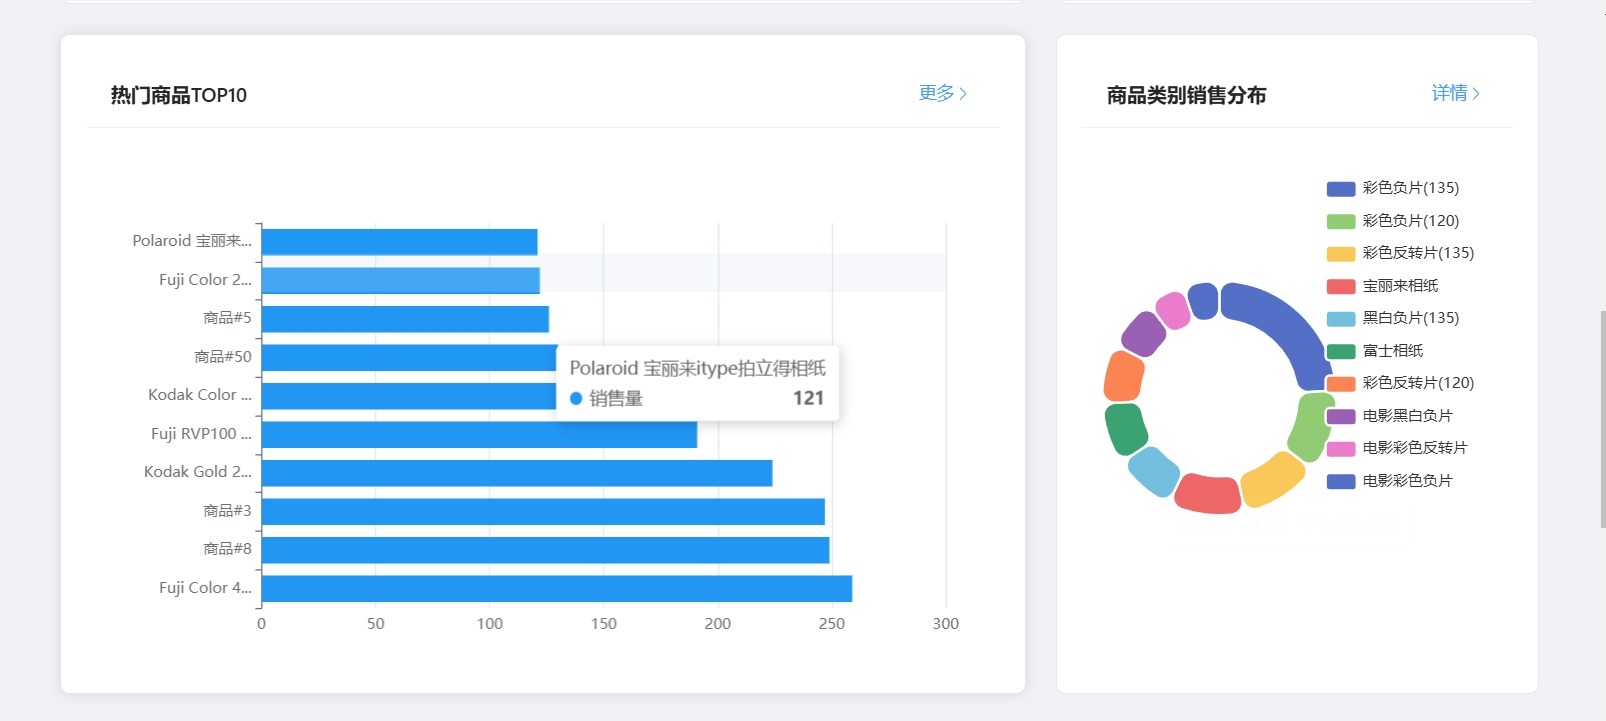 热门商品TOP10
更多 >
Polaroid 宝丽来...
Fuji Color 2...
商品#5
商品#50
Kodak Color ...
Fuji RVP100 ...
Kodak Gold 2...
商品#3
商品#8
Fuji Color 4...
0 50 100 150 200 250 300
Polaroid 宝丽来itype拍立得相纸
销售量 121
商品类别销售分布
详情 >
彩色负片(135)
彩色负片(120)
彩色反转片(135)
宝丽来相纸
黑白负片(135)
富士相纸
彩色反转片(120)
电影黑白负片
电影彩色反转片
电影彩色负片